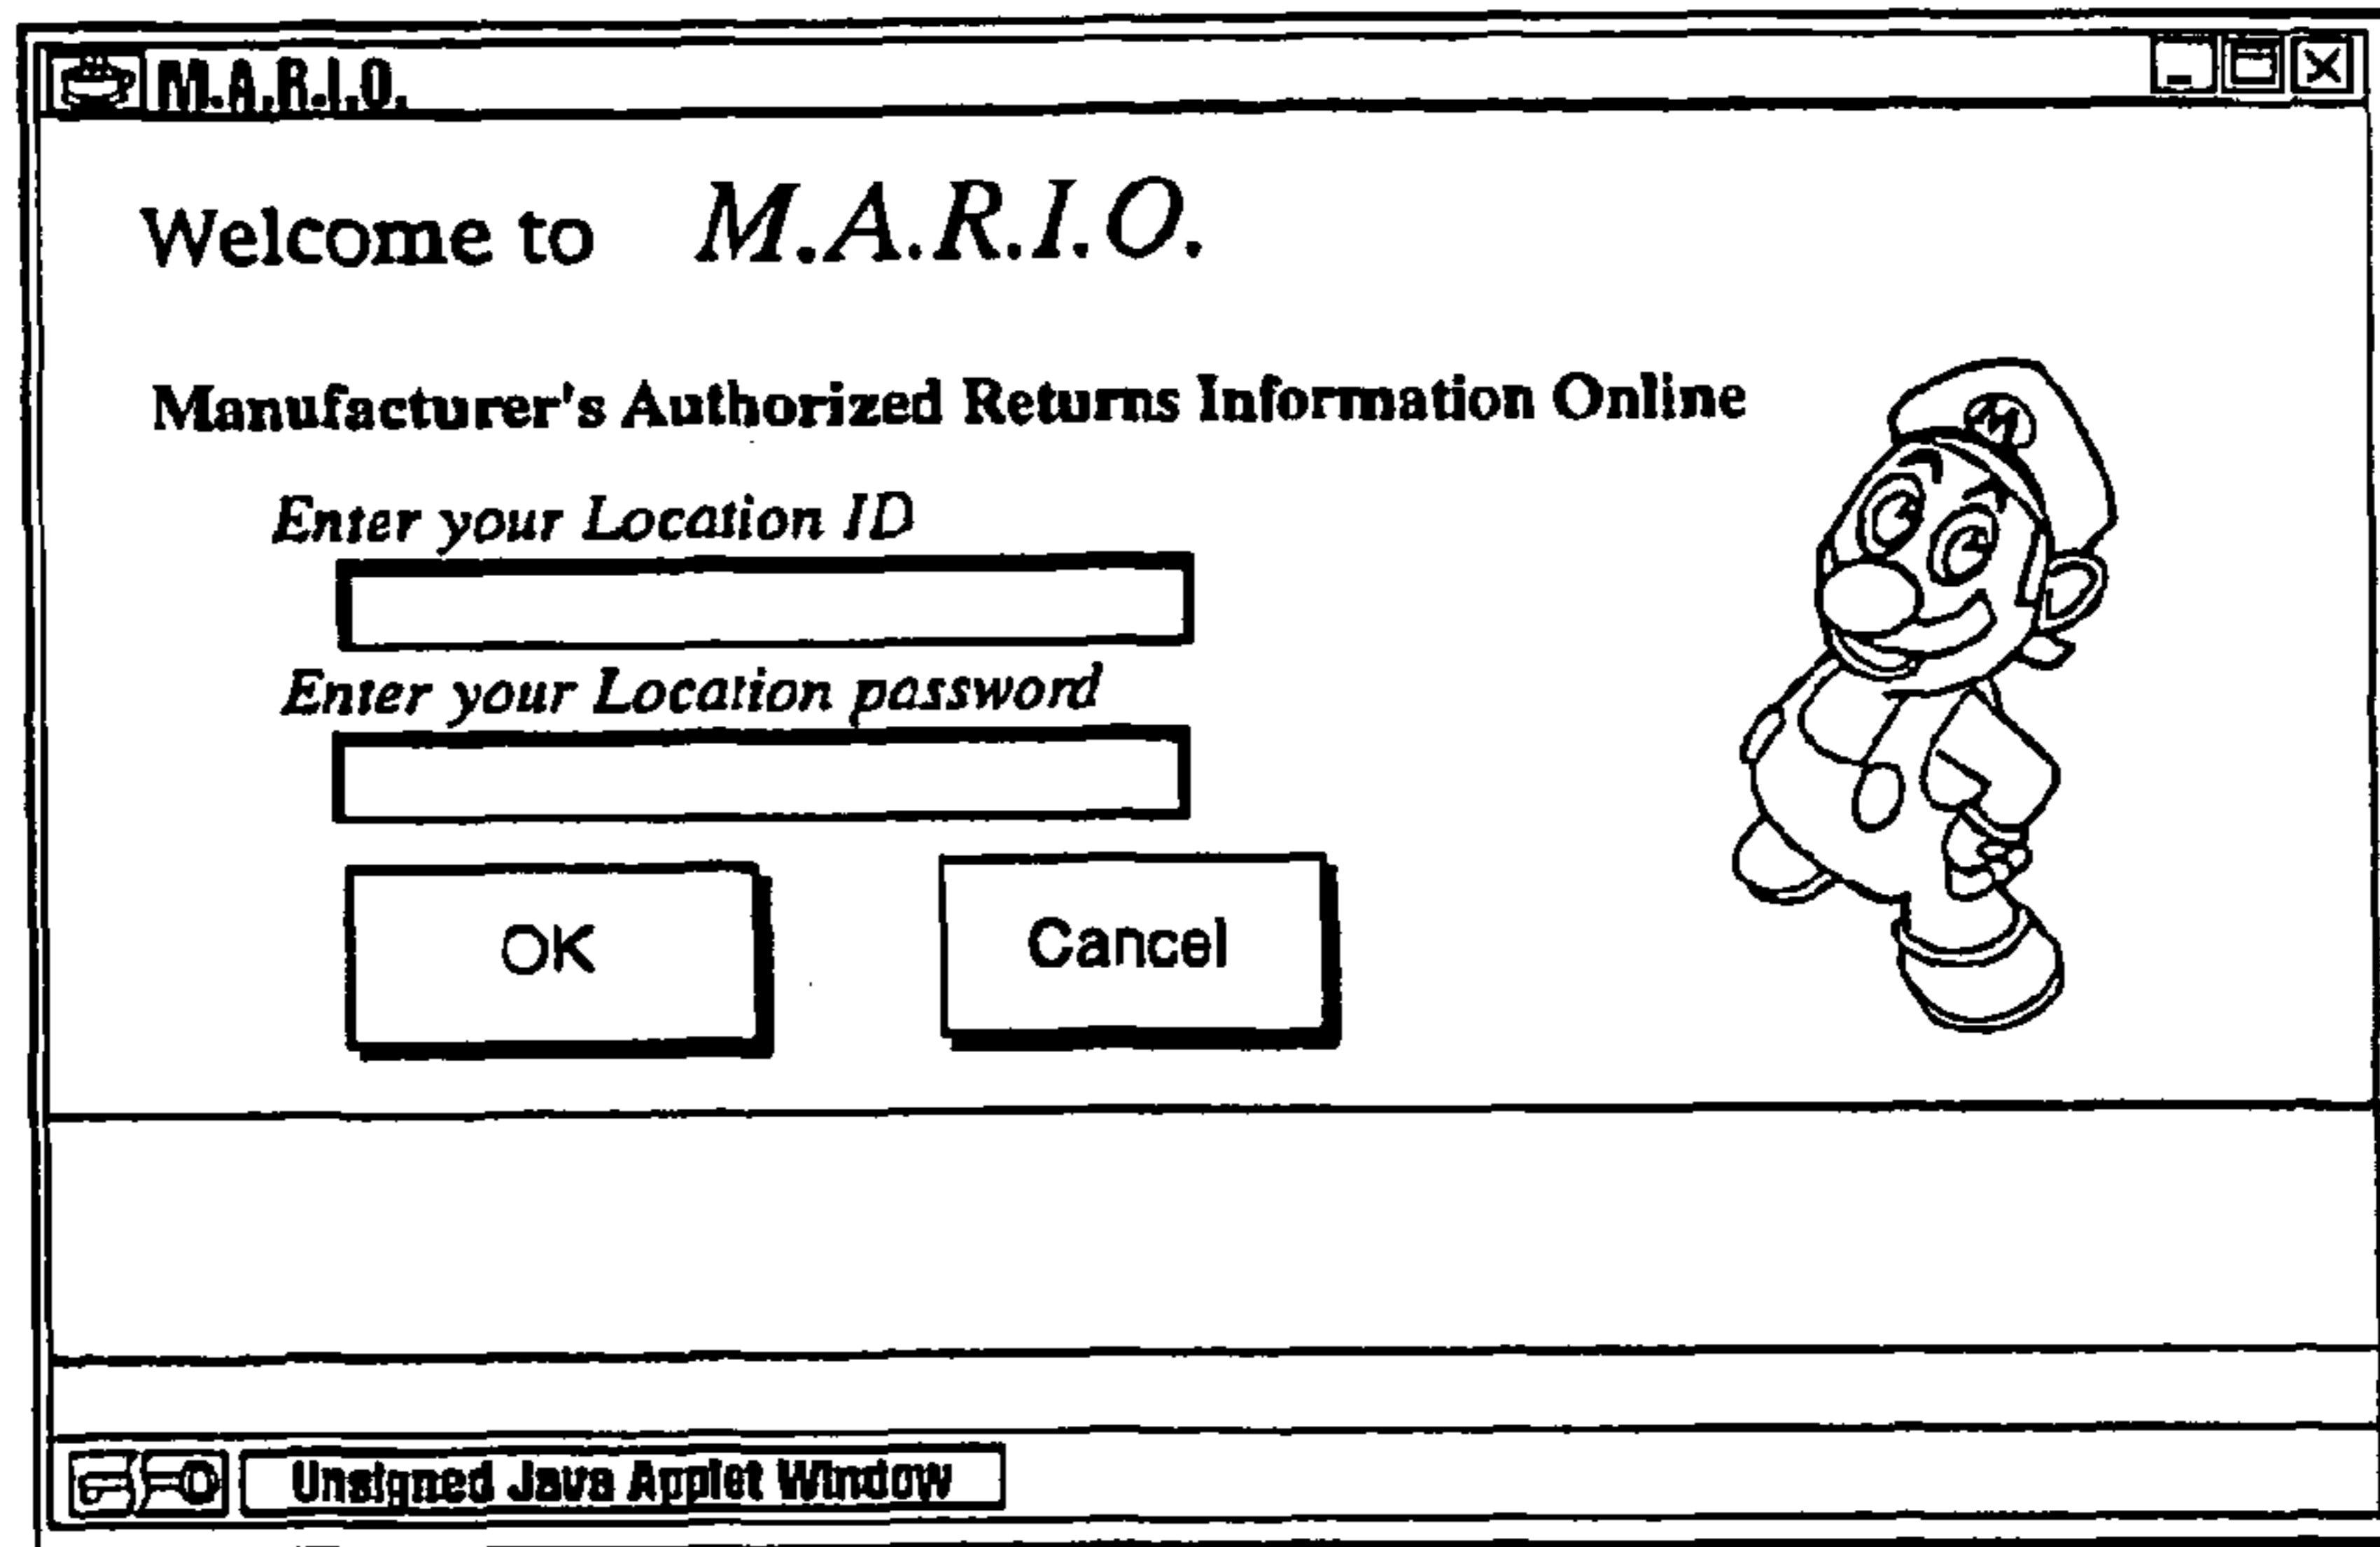 M.A.R.I.O.
Welcome to M.A.R.I.O.
Manufacturer's Authorized Returns Information Online
Enter your Location ID
Enter your Location password
OK Cancel
Unsigned Java Applet Window